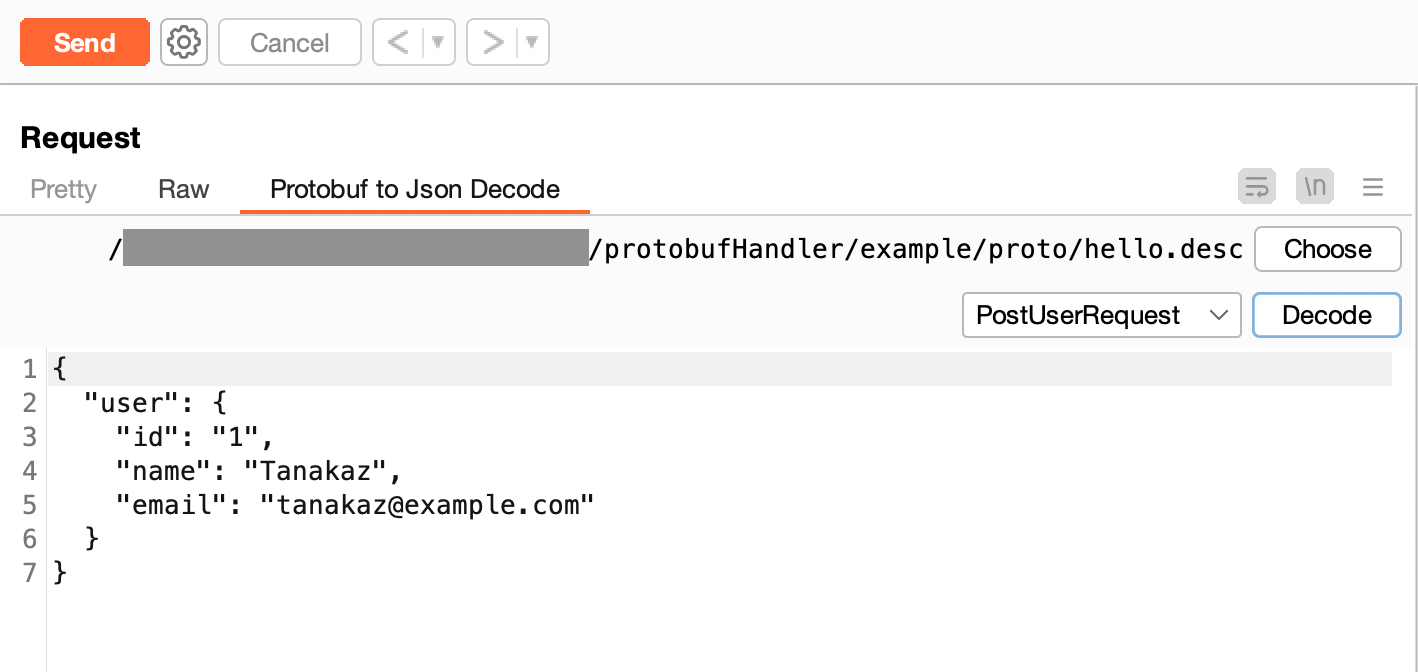 Send Cancel < ▼ > ▼
Request
Pretty Raw Protobuf to Json Decode \n
/ /protobufHandler/example/proto/hello.desc Choose
PostUserRequest Decode
1 {
2   "user": {
3     "id": "1",
4     "name": "Tanakaz",
5     "email": "tanakaz@example.com"
6   }
7 }